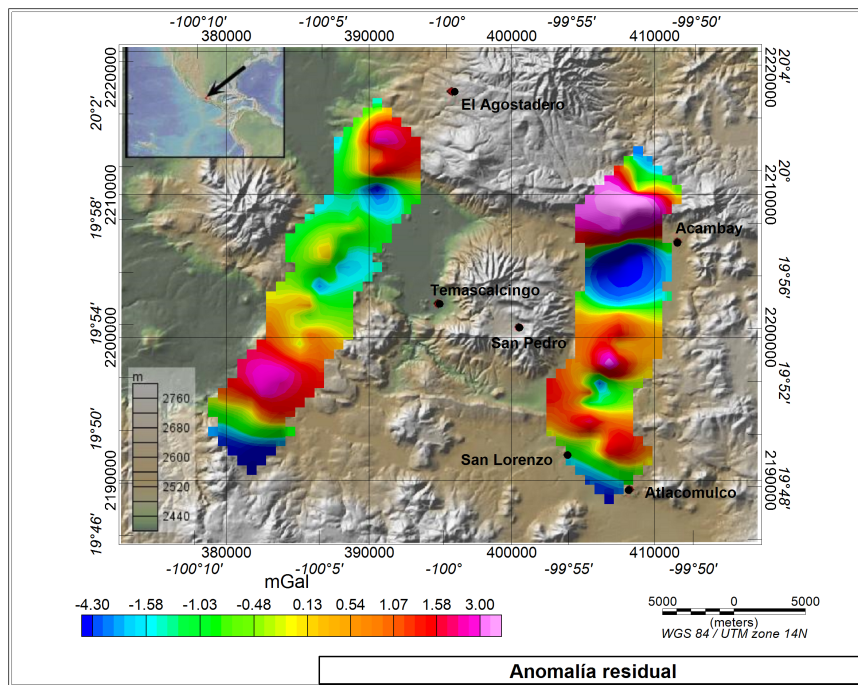 -100°10' -100°5' -100° -99°55' -99°50'
380000 390000 400000 410000
2220000 2220000
20°4'
20°2'
El Agostadero
20°
2210000 2210000
19°58'
Acambay
19°56'
Temascalcingo
19°54'
San Pedro
2200000 2200000
m
2760
2680
2600
2520
2440
19°52'
19°50'
San Lorenzo
2190000 2190000
19°48'
Atlacomulco
19°46'
380000 390000 400000 410000
-100°10' -100°5' -100° -99°55' -99°50'
mGal
-4.30 -1.58 -1.03 -0.48 0.13 0.54 1.07 1.58 3.00
5000 0 5000
(meters)
WGS 84 / UTM zone 14N
Anomalía residual